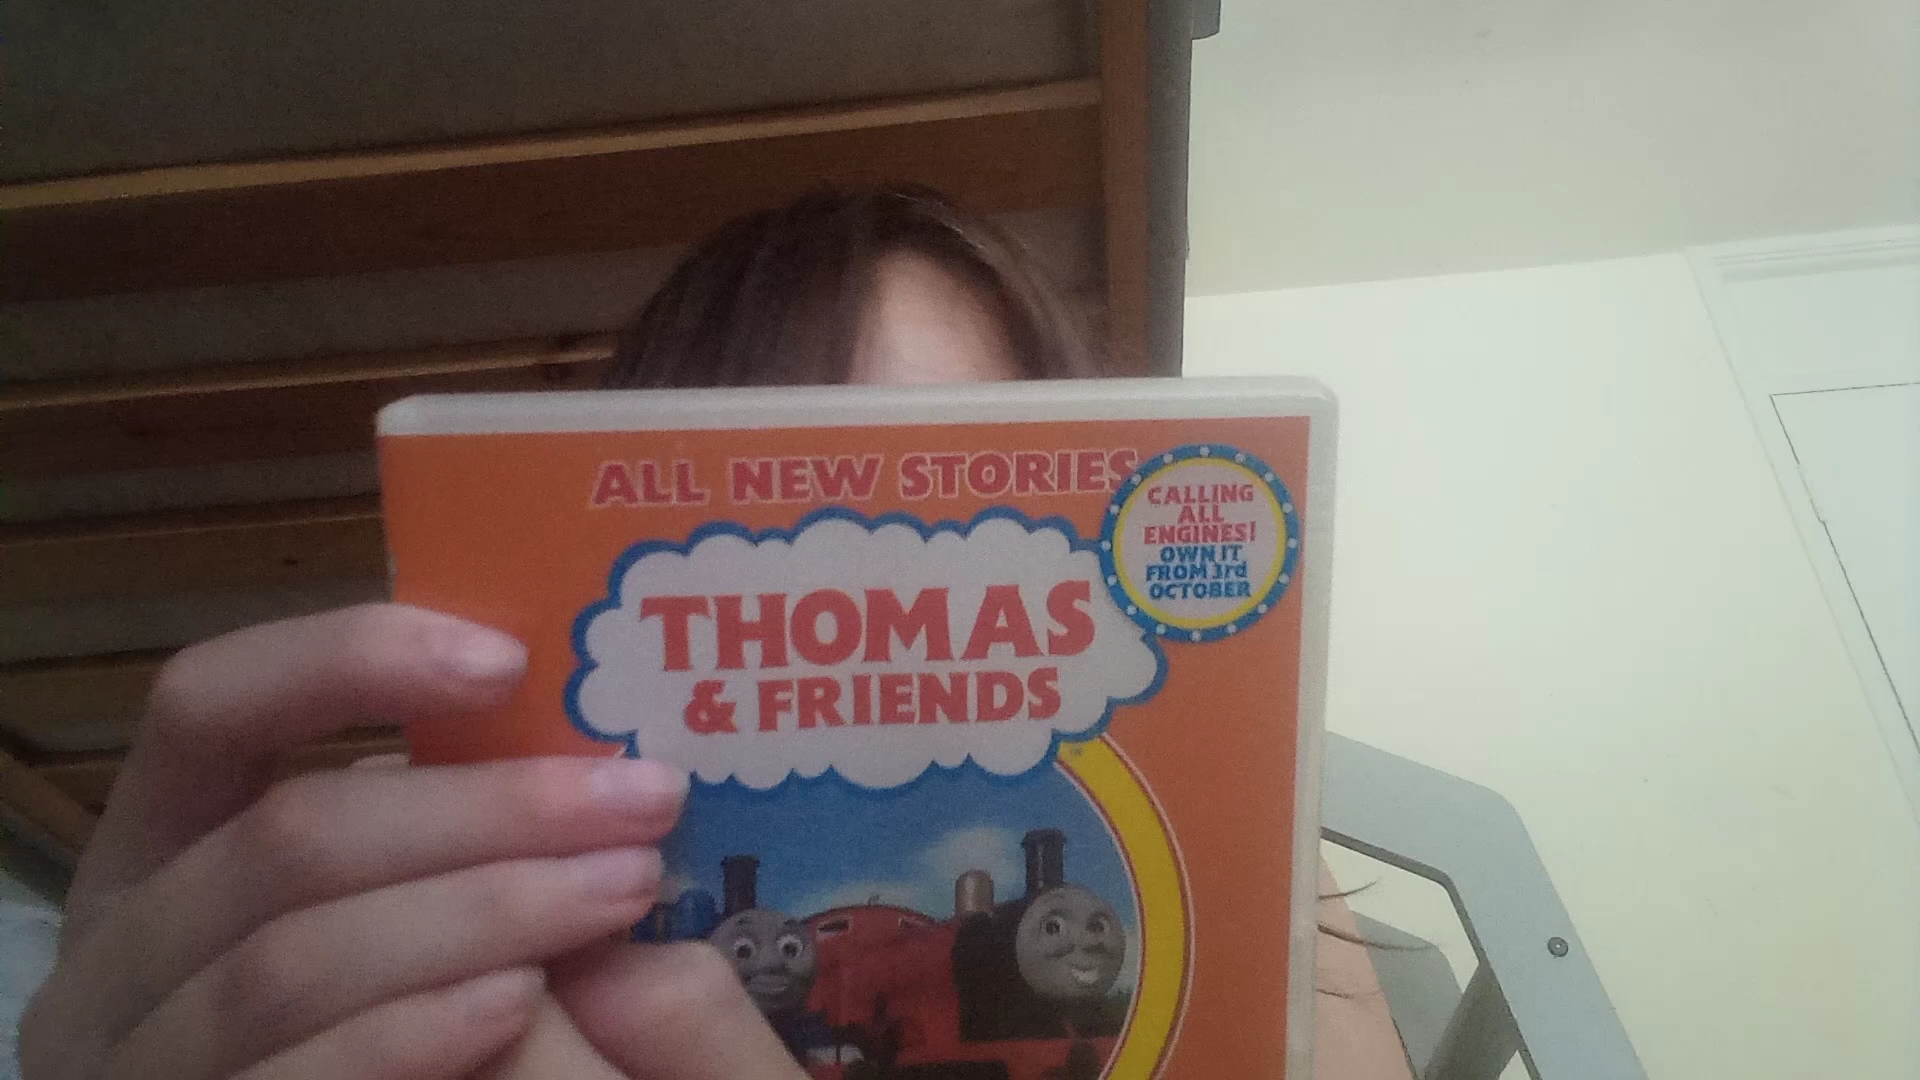 ALL NEW STORIES
CALLING
ALL
ENGINES!
OWN IT
FROM 3rd
OCTOBER
THOMAS
& FRIENDS